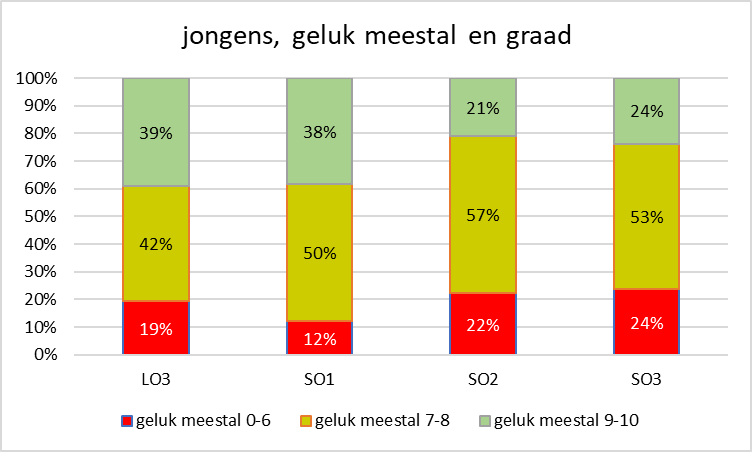 jongens, geluk meestal en graad
100%
90%
80%
70%
60%
50%
40%
30%
20%
10%
0%
39%
38%
21%
24%
42%
50%
57%
53%
19%
12%
22%
24%
LO3
SO1
SO2
SO3
geluk meestal 0-6
geluk meestal 7-8
geluk meestal 9-10